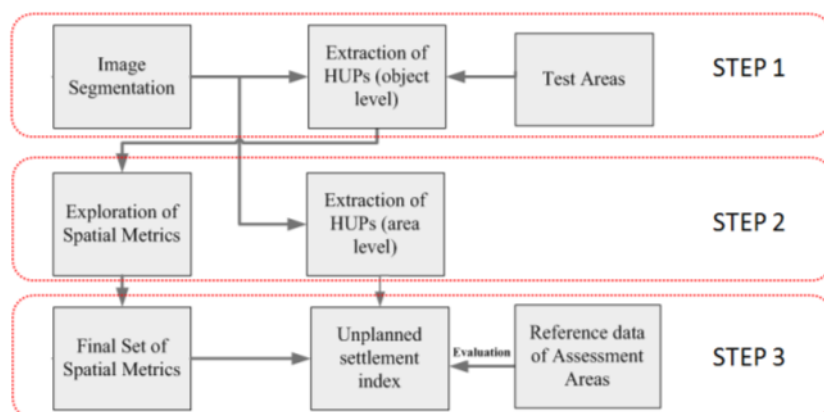 Image
Segmentation
Extraction of
HUPs (object
level)
Test Areas
STEP 1
Exploration of
Spatial Metrics
Extraction of
HUPs (area
level)
STEP 2
Final Set of
Spatial Metrics
Unplanned
settlement
index
Evaluation
Reference data
of Assessment
Areas
STEP 3